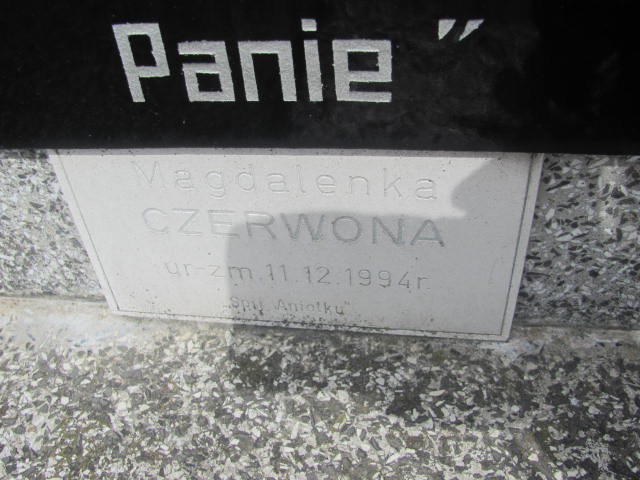 Panie"
Magdalenka
CZERWONA
ur-zm. 11.12.1994r.
"Śpij Aniołku"